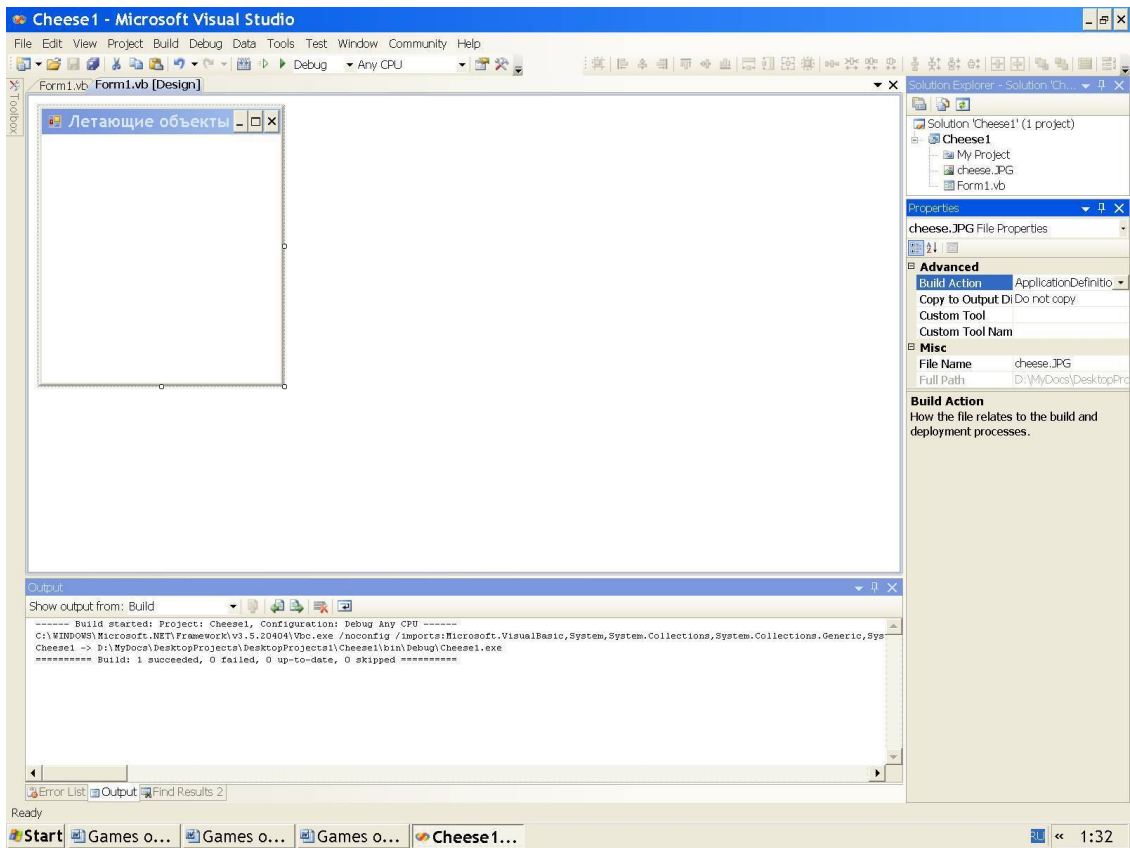 Cheese1 - Microsoft Visual Studio
File Edit View Project Build Debug Data Tools Test Window Community Help
Debug Any CPU
Toolbox
Form1.vb Form1.vb [Design]
Летающие объекты
Solution Explorer - Solution 'Ch...
Solution 'Cheese1' (1 project)
Cheese1
My Project
cheese.JPG
Form1.vb
Properties
cheese.JPG File Properties
Advanced
Build Action ApplicationDefinitio
Copy to Output Di Do not copy
Custom Tool
Custom Tool Nam
Misc
File Name cheese.JPG
Full Path D:\MyDocs\DesktopPro
Build Action
How the file relates to the build and
deployment processes.
Output
Show output from: Build
------ Build started: Project: Cheese1, Configuration: Debug Any CPU ------
C:\WINDOWS\Microsoft.NET\Framework\v3.5.20404\Vbc.exe /noconfig /imports:Microsoft.VisualBasic,System,System.Collections,System.Collections.Generic,Sys
Cheese1 -> D:\MyDocs\DesktopProjects\DesktopProjects1\Cheese1\bin\Debug\Cheese1.exe
========== Build: 1 succeeded, 0 failed, 0 up-to-date, 0 skipped ==========
Error List Output Find Results 2
Ready
Start Games o... Games o... Games o... Cheese1... RU « 1:32